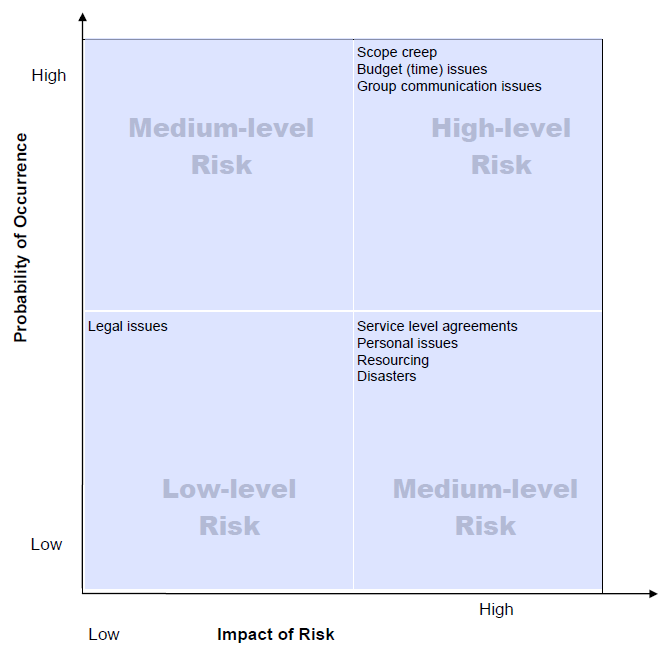 High
Scope creep
Budget (time) issues
Group communication issues
Medium-level
Risk
High-level
Risk
Probability of Occurrence
Legal issues
Service level agreements
Personal issues
Resourcing
Disasters
Low-level
Risk
Medium-level
Risk
Low
High
Low
Impact of Risk